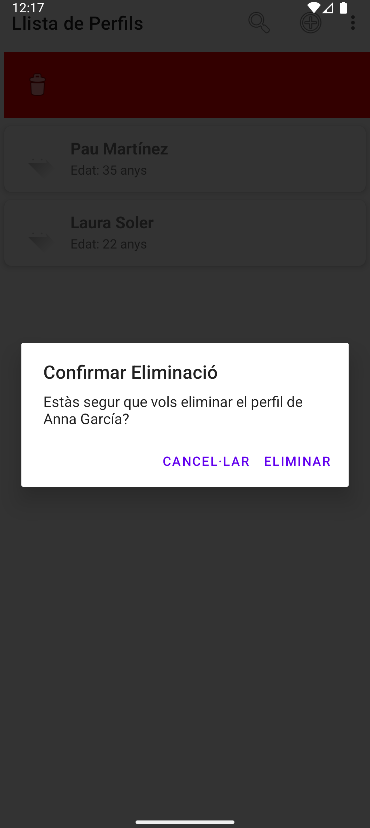 12:17
Llista de Perfils
Pau Martínez
Edat: 35 anys
Laura Soler
Edat: 22 anys
Confirmar Eliminació
Estàs segur que vols eliminar el perfil de
Anna García?
CANCEL·LAR ELIMINAR